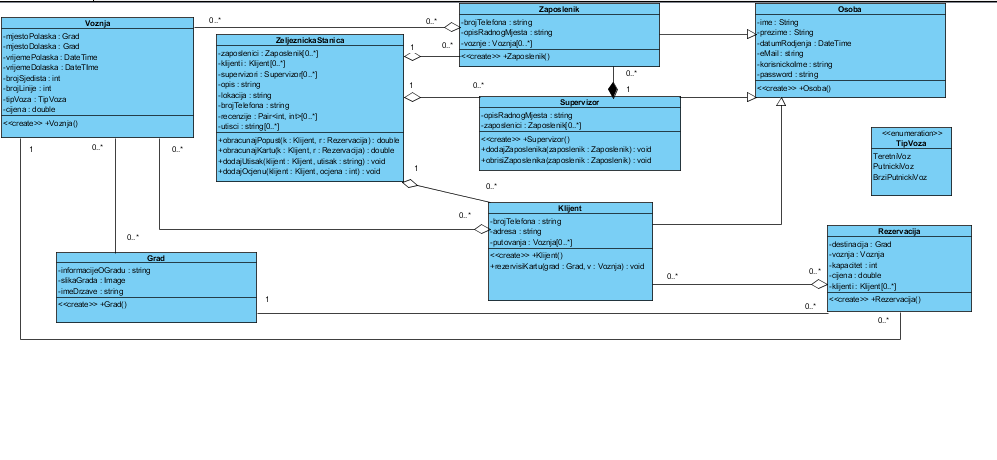 Voznja
-mjestoPolaska : Grad
-mjestoDolaska : Grad
-vrijemePolaska : DateTime
-vrijemeDolaska : DateTIme
-brojSjedista : int
-brojLinije : int
-tipVoza : TipVoza
-cijena : double
<<create>> +Voznja()
0..*
0..*
ZeljeznickaStanica
-zaposlenici : Zaposlenik[0..*]
-klijenti : Klijent[0..*]
-supervizori : Supervizor[0..*]
-opis : string
-lokacija : string
-brojTelefona : string
-recenzije : Pair<int, int>[0..*]
-utisci : string[0..*]
+obracunajPopust(k : Klijent, r : Rezervacija) : double
+obracunajKartu(k : Klijent, r : Rezervacija) : double
+dodajUtisak(klijent : Klijent, utisak : string) : void
+dodajOcjenu(klijent : Klijent, ocjena : int) : void
1
0..*
1
0..*
1
0..*
Zaposlenik
-brojTelefona : string
-opisRadnogMjesta : string
-voznje : Voznja[0..*]
<<create>> +Zaposlenik()
0..*
1
Supervizor
-opisRadnogMjesta : string
-zaposlenici : Zaposlenik[0..*]
<<create>> +Supervizor()
+dodajZaposlenika(zaposlenik : Zaposlenik) : void
+obrisiZaposlenika(zaposlenik : Zaposlenik) : void
Osoba
-ime : String
-prezime : String
-datumRodjenja : DateTime
-eMail : String
-korisnickoIme : String
-password : String
<<create>> +Osoba()
<<enumeration>>
TipVoza
TeretniVoz
PutnickiVoz
BrziPutnickiVoz
1
0..*
0..*
0..*
0..*
Klijent
-brojTelefona : string
-adresa : string
-putovanja : Voznja[0..*]
<<create>> +Klijent()
+rezervisiKartu(grad : Grad, v : Voznja) : void
Rezervacija
-destinacija : Grad
-voznja : Voznja
-kapacitet : int
-cijena : double
-klijenti : Klijent[0..*]
<<create>> +Rezervacija()
Grad
-informacijeOGradu : string
-slikaGrada : Image
-imeDrzave : string
<<create>> +Grad()
0..*
0..*
1
0..*
0..*